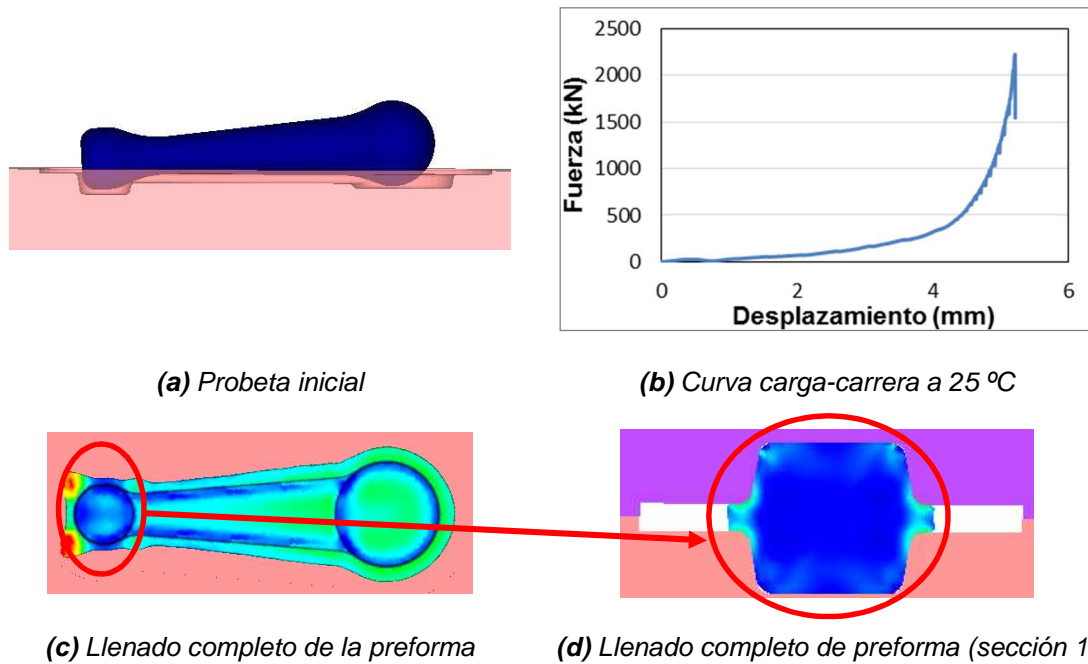 2500
2000
1500
1000
500
0
Fuerza (kN)
0 2 4 6
Desplazamiento (mm)
(a) Probeta inicial
(b) Curva carga-carrera a 25 ºC
(c) Llenado completo de la preforma
(d) Llenado completo de preforma (sección 1